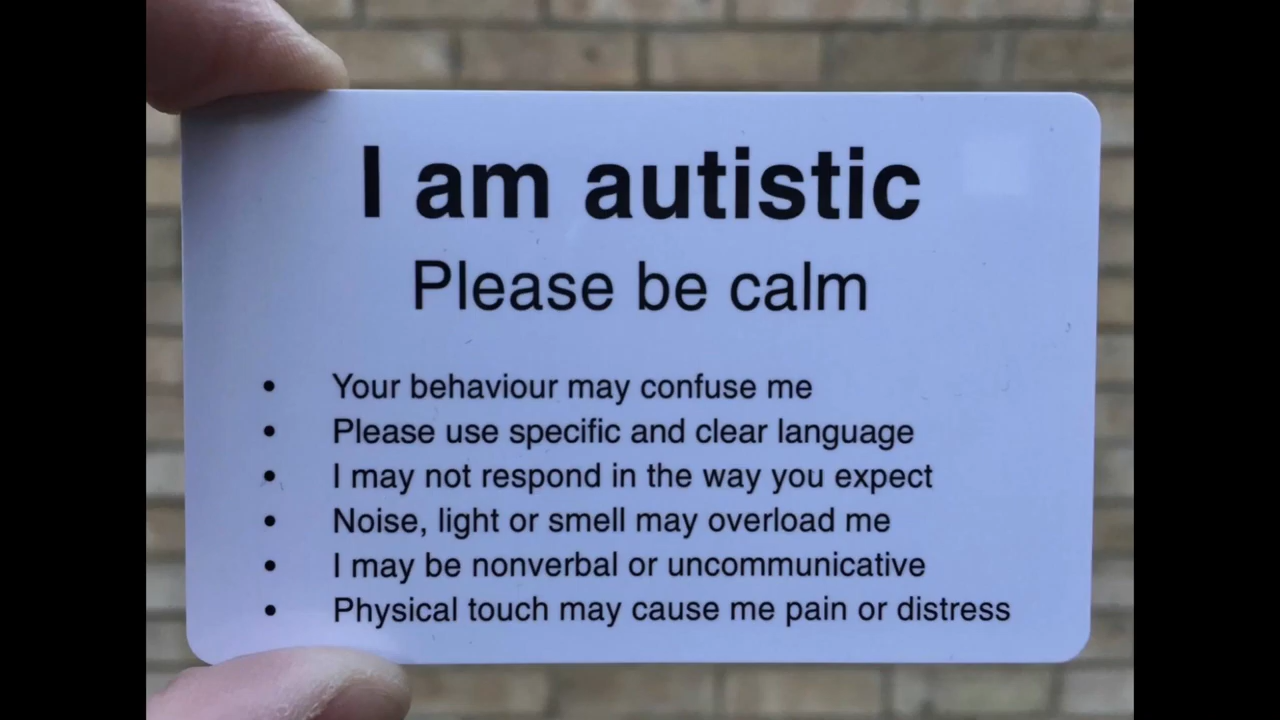 I am autistic
Please be calm
• Your behaviour may confuse me
• Please use specific and clear language
• I may not respond in the way you expect
• Noise, light or smell may overload me
• I may be nonverbal or uncommunicative
• Physical touch may cause me pain or distress